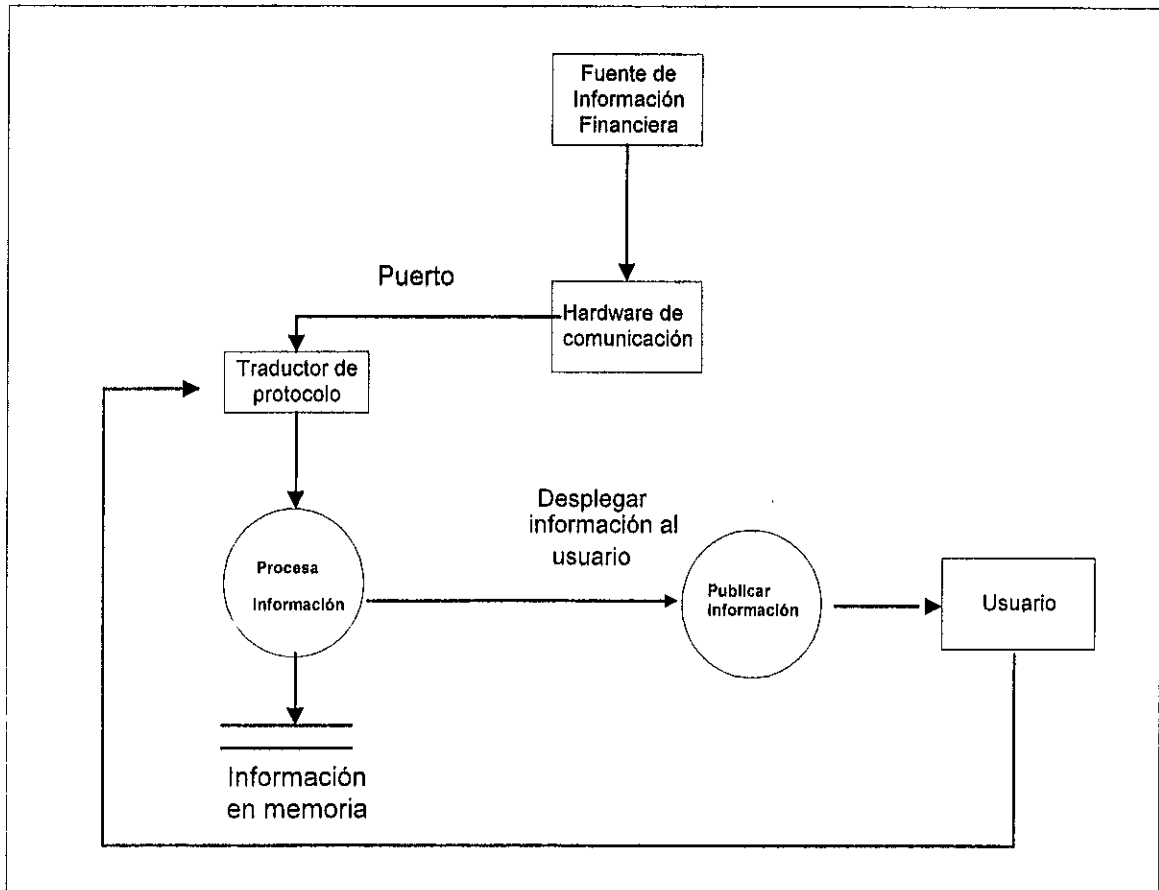 Fuente de
Información
Financiera
Puerto
Hardware de
comunicación
Traductor de
protocolo
Desplegar
información al
usuario
Procesa
Información
Publicar
información
Usuario
Información
en memoria